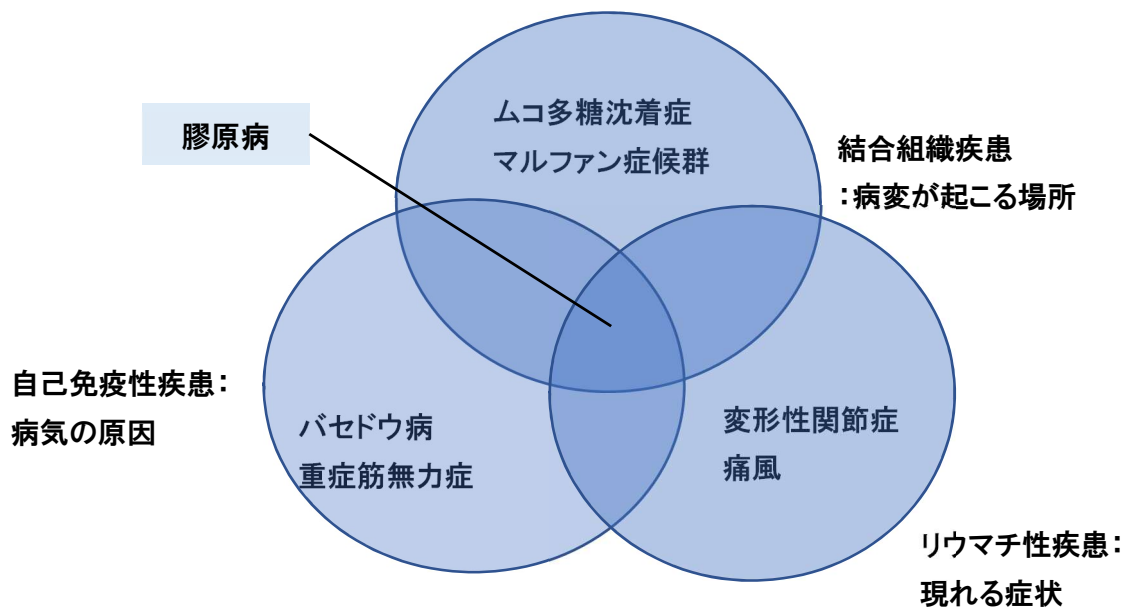 ムコ多糖沈着症
マルファン症候群
膠原病
結合組織疾患
：病変が起こる場所
自己免疫性疾患：
病気の原因
バセドウ病
重症筋無力症
変形性関節症
痛風
リウマチ性疾患：
現れる症状